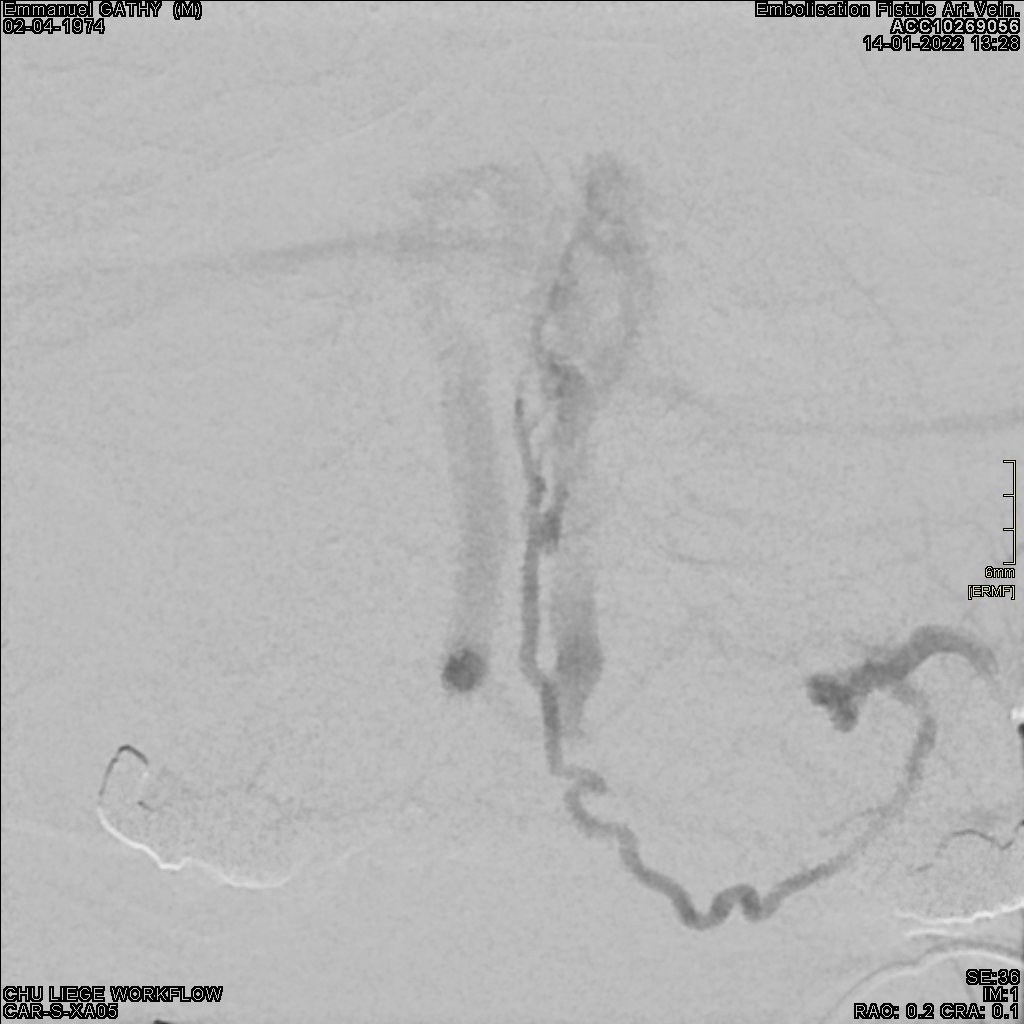 Emmanuel GATHY (M)
02-04-1974
Embolisation Fistule Art.Vein.
ACC10269056
14-01-2022 13:28
6mm
[ERMF]
CHU LIEGE WORKFLOW
CAR-S-XA05
SE:36
IM:1
RAO: 0.2 CRA: 0.1